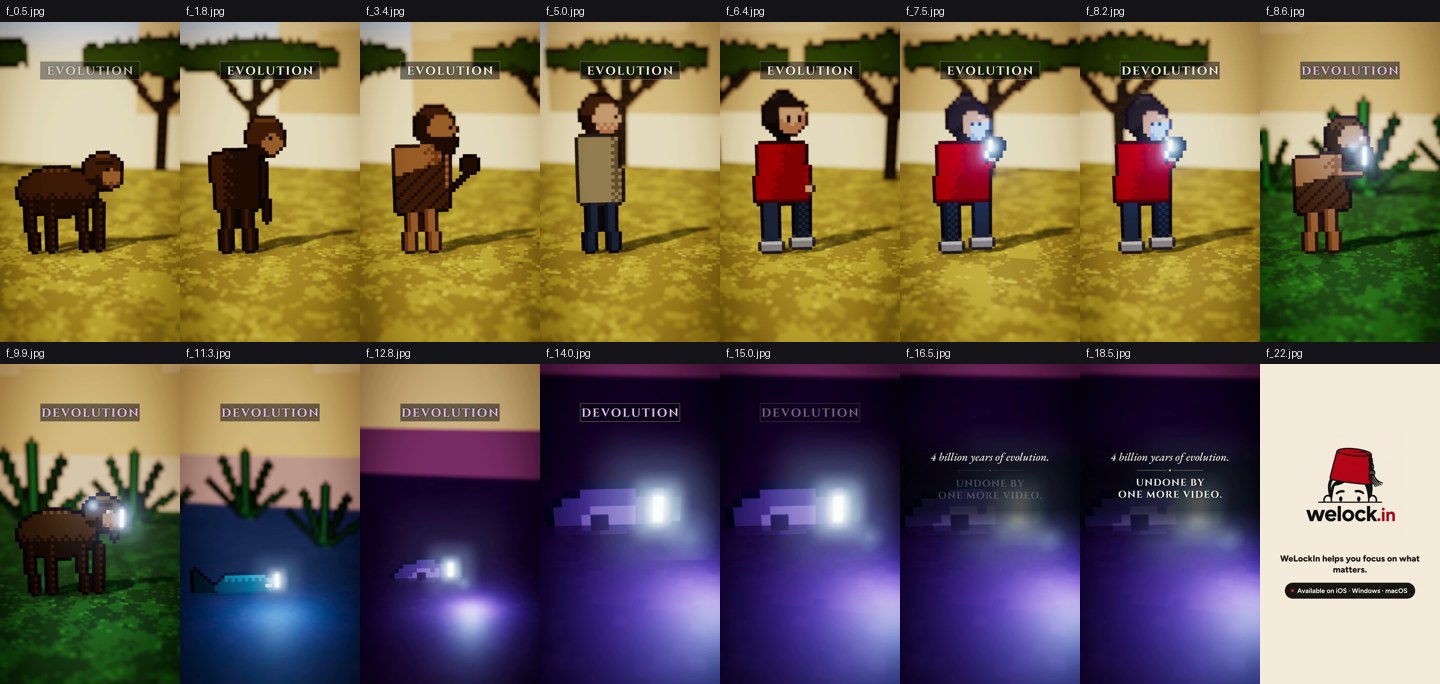 f_0.5.jpg
f_1.8.jpg
f_3.4.jpg
f_5.0.jpg
f_6.4.jpg
f_7.5.jpg
f_8.2.jpg
f_8.6.jpg
EVOLUTION
EVOLUTION
EVOLUTION
EVOLUTION
EVOLUTION
EVOLUTION
DEVOLUTION
DEVOLUTION
f_9.9.jpg
f_11.3.jpg
f_12.8.jpg
f_14.0.jpg
f_15.0.jpg
f_16.5.jpg
f_18.5.jpg
f_22.jpg
DEVOLUTION
DEVOLUTION
DEVOLUTION
DEVOLUTION
DEVOLUTION
4 billion years of evolution.
UNDONE BY
ONE MORE VIDEO.
4 billion years of evolution.
UNDONE BY
ONE MORE VIDEO.
welock.in
WeLockIn helps you focus on what
matters.
Available on iOS · Windows · macOS